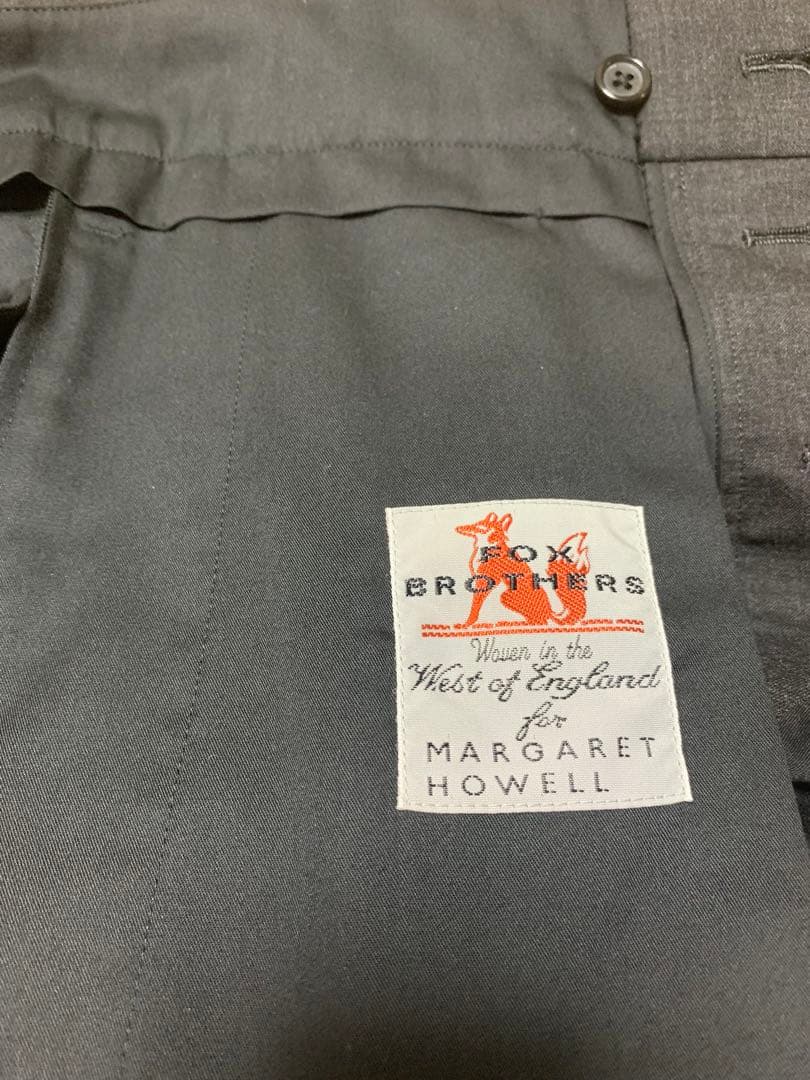 FOX
BROTHERS
Woven in the
West of England
for
MARGARET
HOWELL